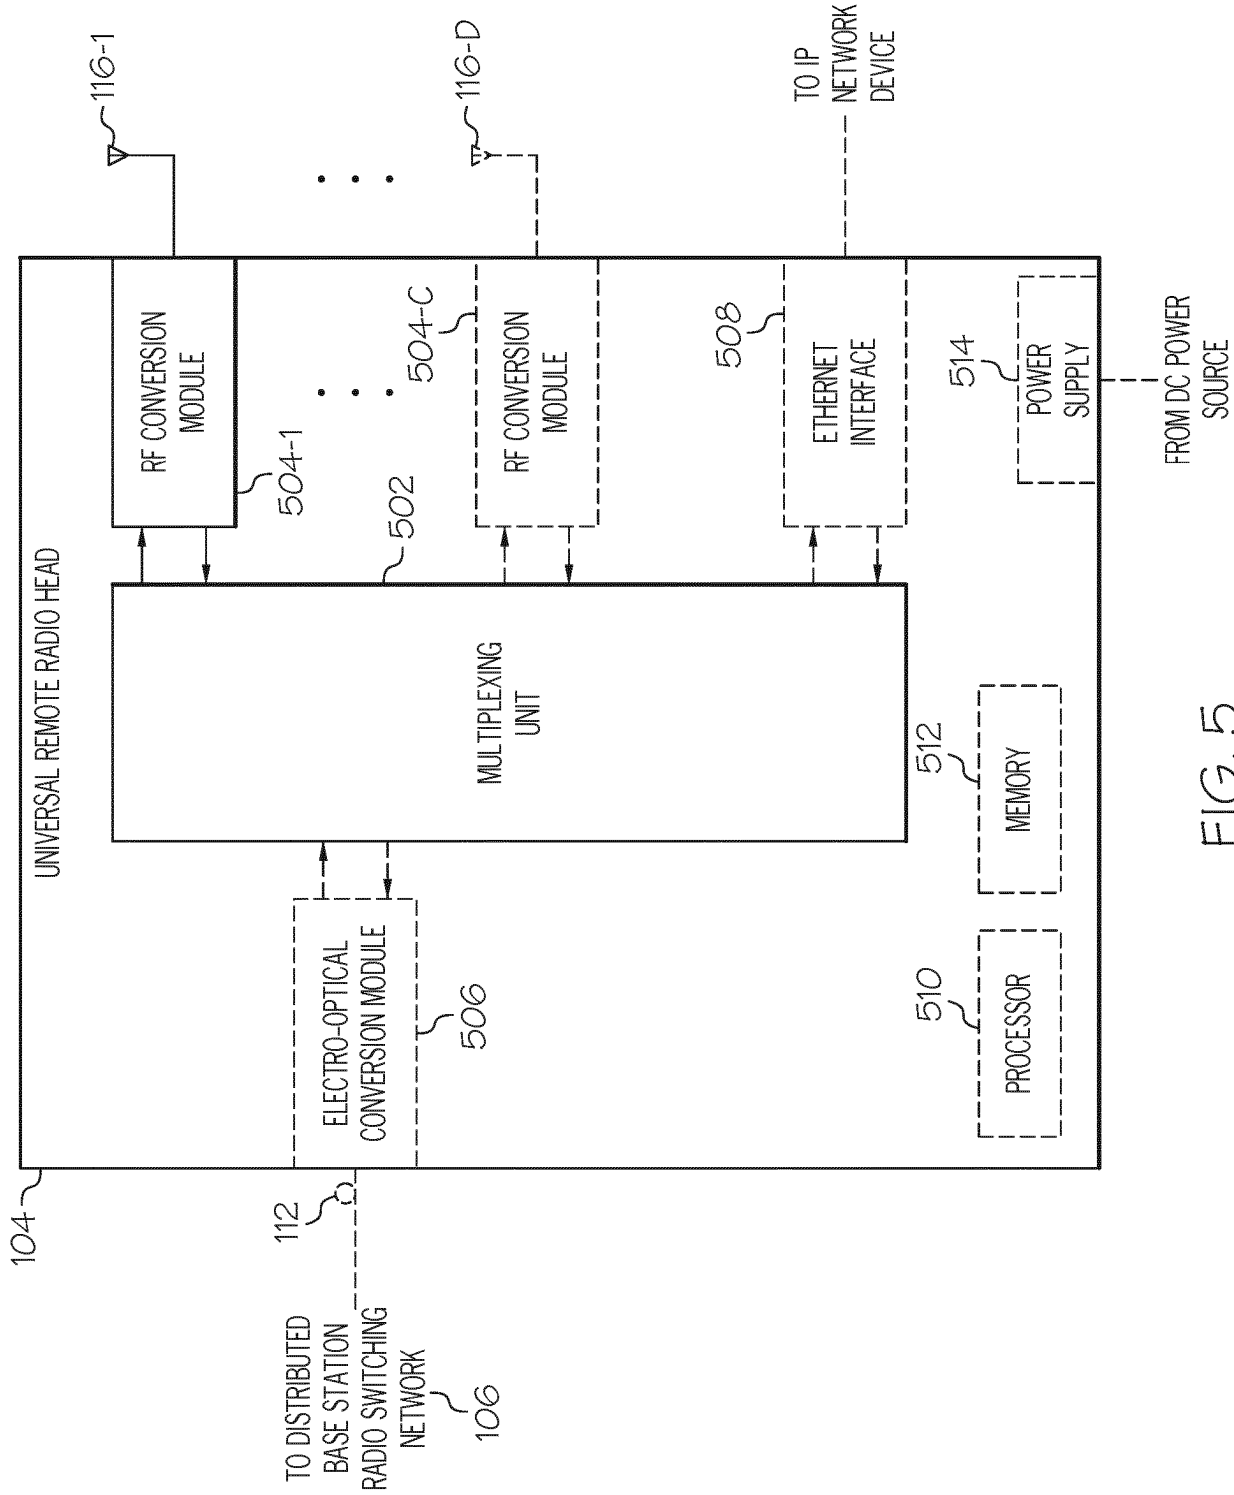 UNIVERSAL REMOTE RADIO HEAD
104
TO DISTRIBUTED
BASE STATION
RADIO SWITCHING
NETWORK
106
112
ELECTRO-OPTICAL
CONVERSION MODULE
506
MULTIPLEXING
UNIT
502
RF CONVERSION
MODULE
504-1
116-1
RF CONVERSION
MODULE
504-C
116-D
ETHERNET
INTERFACE
508
TO IP
NETWORK
DEVICE
PROCESSOR
510
MEMORY
512
POWER
SUPPLY
514
FROM DC POWER
SOURCE
FIG. 5